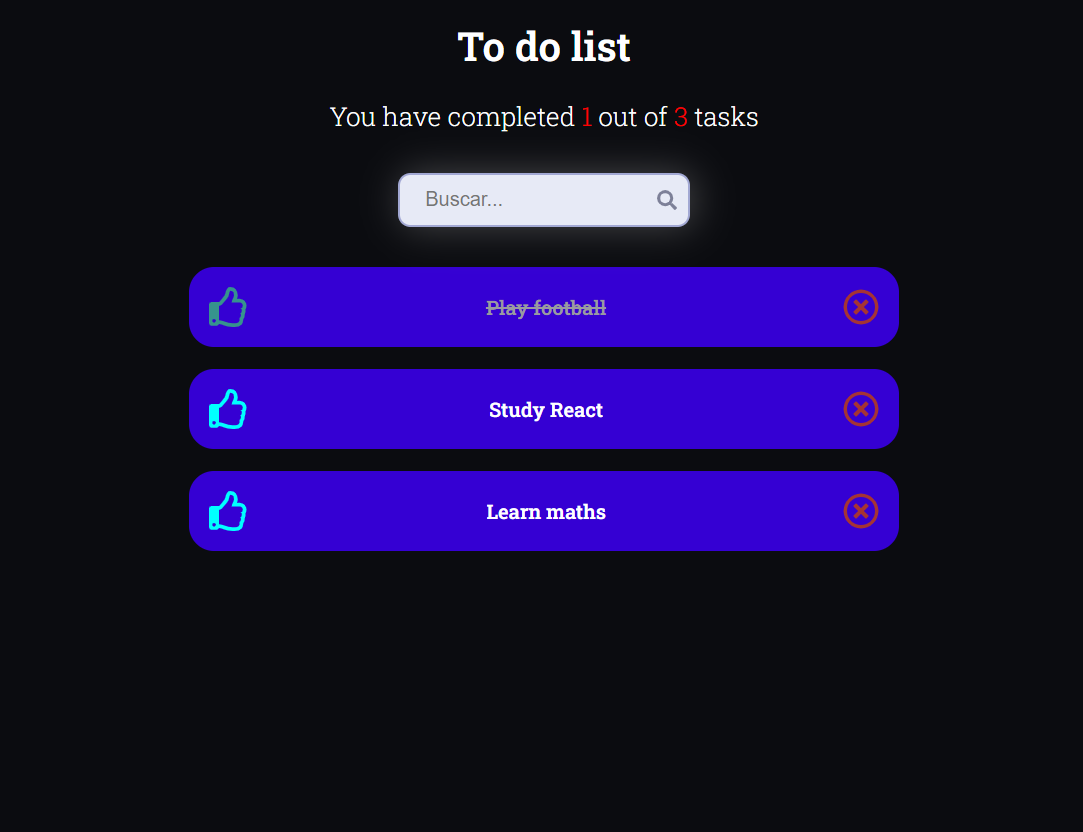 To do list
You have completed 1 out of 3 tasks
Buscar...
Play football
Study React
Learn maths